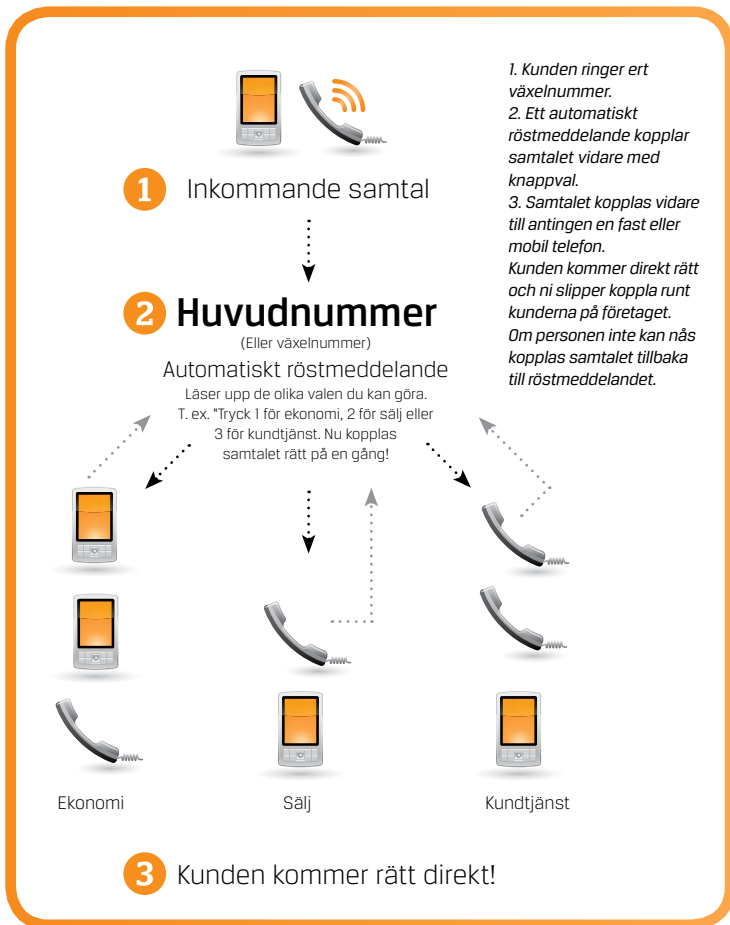 1. Kunden ringer ert
växelnummer.
2. Ett automatiskt
röstmeddelande kopplar
samtalet vidare med
knappval.
3. Samtalet kopplas vidare
till antingen en fast eller
mobil telefon.
Kunden kommer direkt rätt
och ni slipper koppla runt
kunderna på företaget.
Om personen inte kan nås
kopplas samtalet tillbaka
till röstmeddelandet.
1 Inkommande samtal
2 Huvudnummer
(Eller växelnummer)
Automatiskt röstmeddelande
Läser upp de olika valen du kan göra.
T. ex. "Tryck 1 för ekonomi, 2 för sälj eller
3 för kundtjänst. Nu kopplas
samtalet rätt på en gång!
Ekonomi Sälj Kundtjänst
3 Kunden kommer rätt direkt!